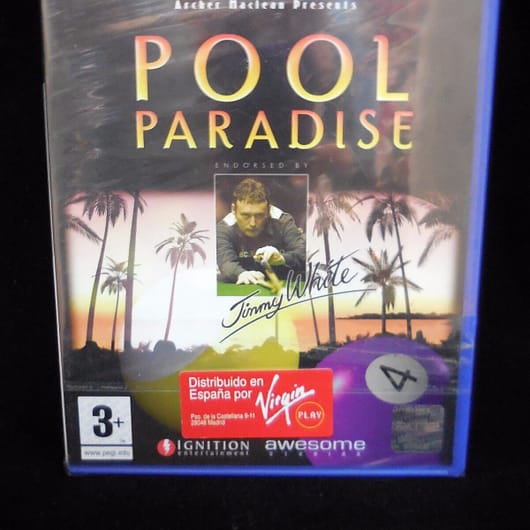 Archer Maclean Presents
POOL
PARADISE
ENDORSED BY
Jimmy White
4
Distribuido en
España por
Virgin
PLAY
Pso. de la Castellana 9-11
28046 Madrid
3+
www.pegi.info
IGNITION
entertainment
awesome
studios